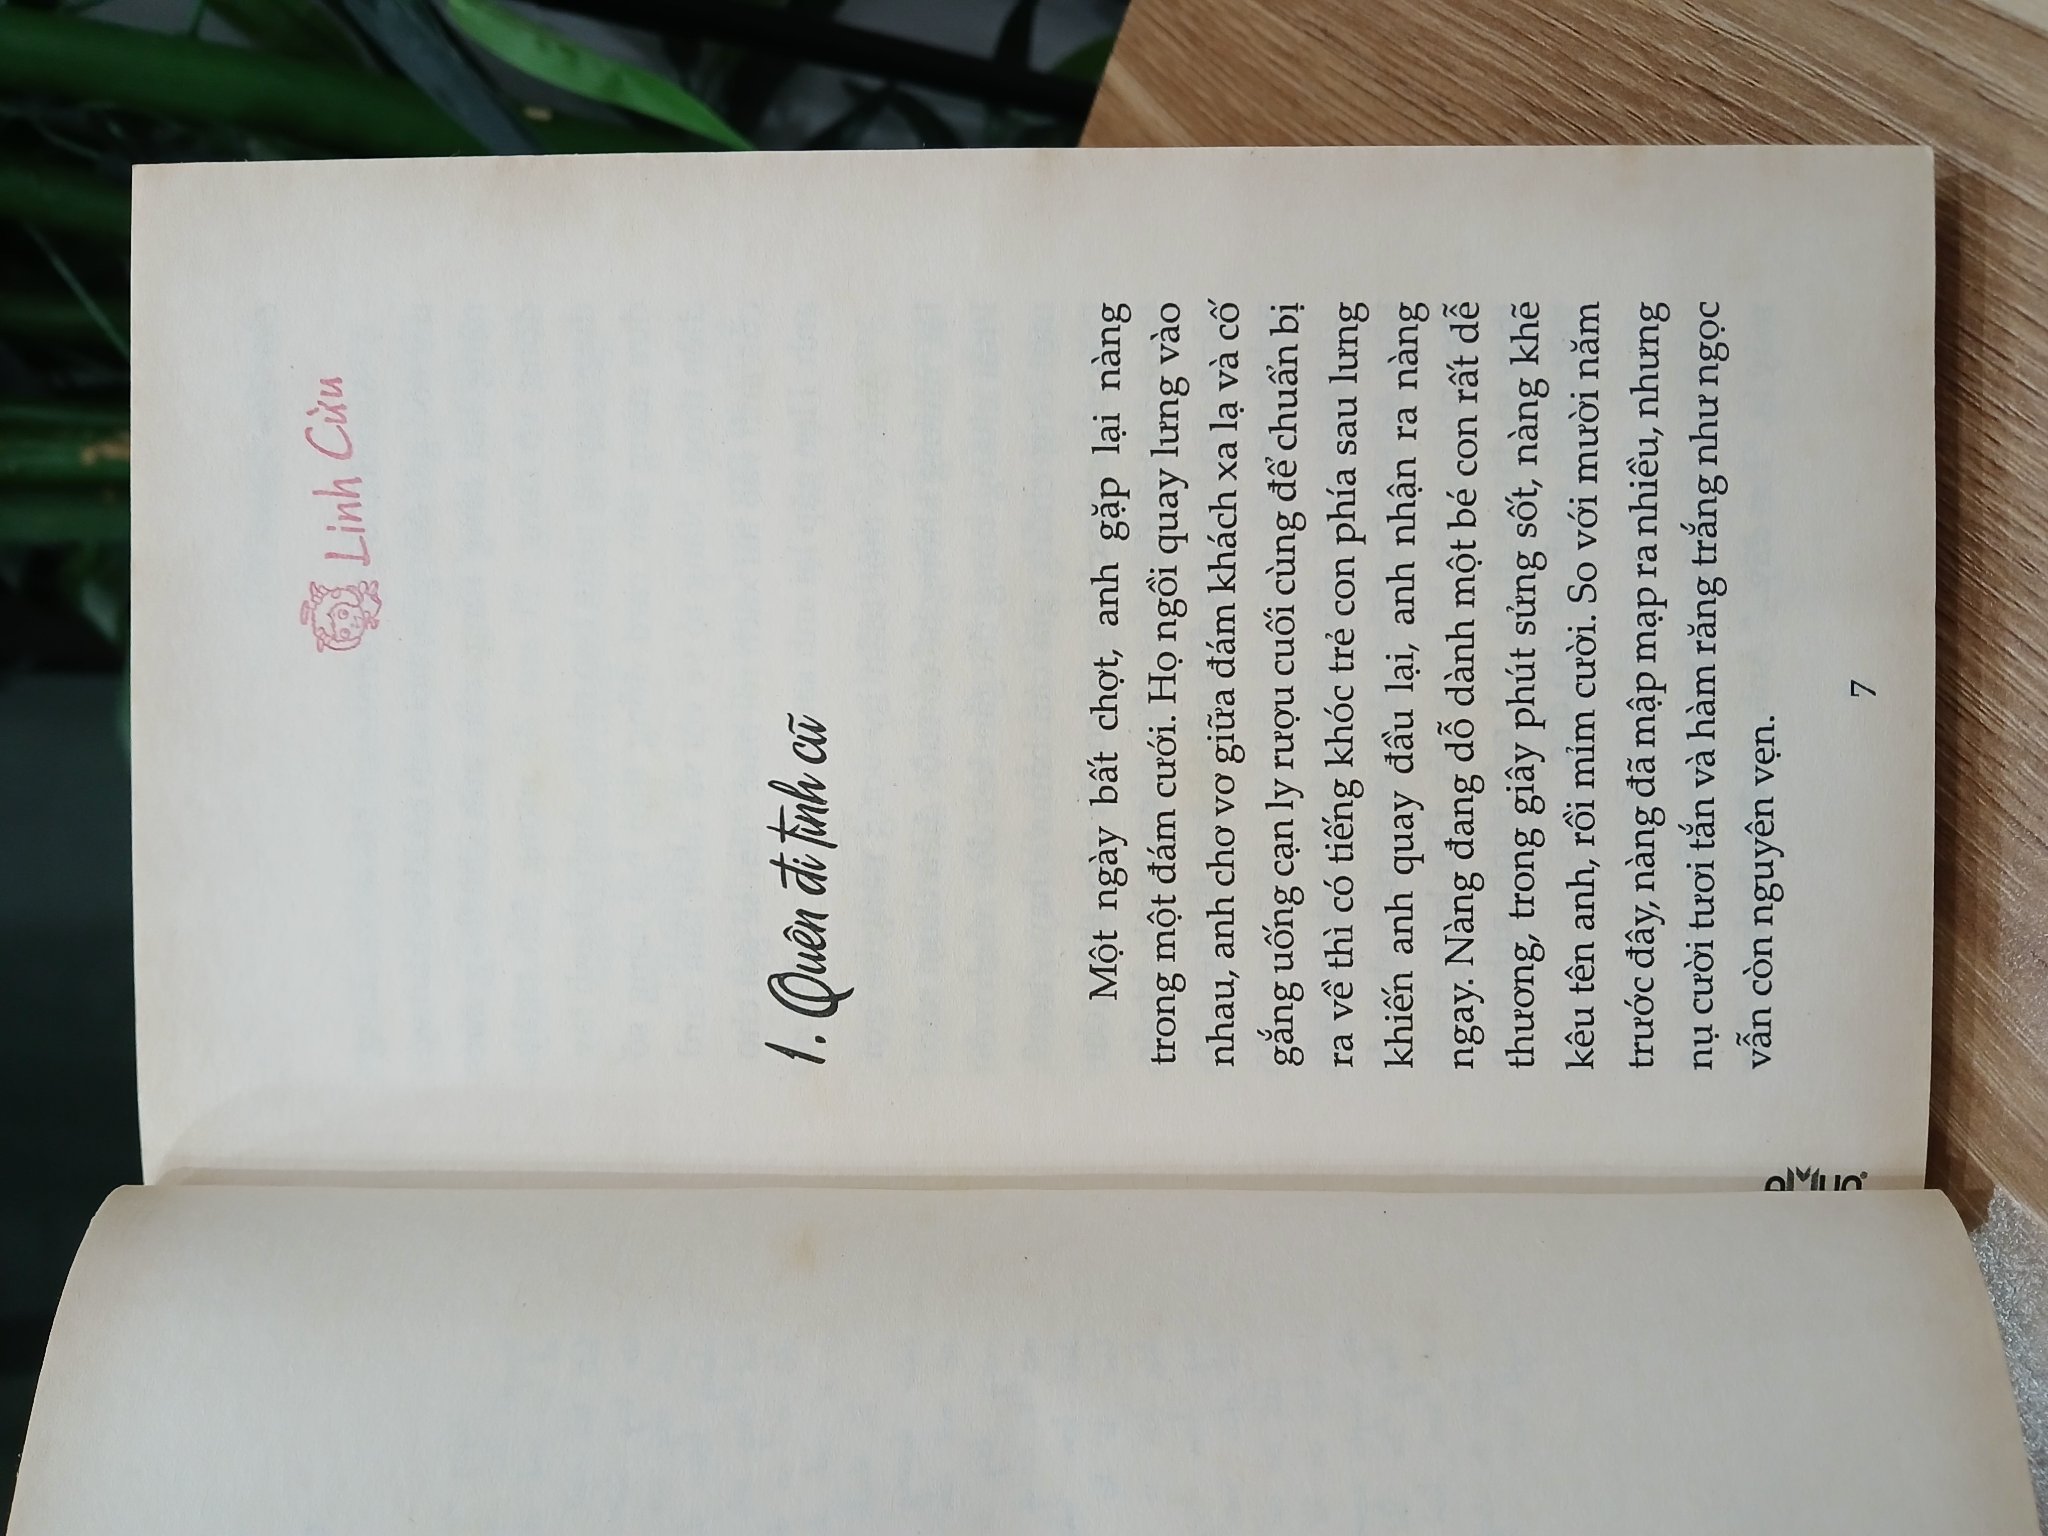 Linh Cừu
1. Quên đi tình cũ
Một ngày bất chợt, anh gặp lại nàng
trong một đám cưới. Họ ngồi quay lưng vào
nhau, anh chơ vơ giữa đám khách xa lạ và cố
gắng uống cạn ly rượu cuối cùng để chuẩn bị
ra về thì có tiếng khóc trẻ con phía sau lưng
khiến anh quay đầu lại, anh nhận ra nàng
ngay. Nàng đang dỗ dành một bé con rất dễ
thương, trong giây phút sửng sốt, nàng khẽ
kêu tên anh, rồi mỉm cười. So với mười năm
trước đây, nàng đã mập mạp ra nhiều, nhưng
nụ cười tươi tắn và hàm răng trắng như ngọc
vẫn còn nguyên vẹn.
7